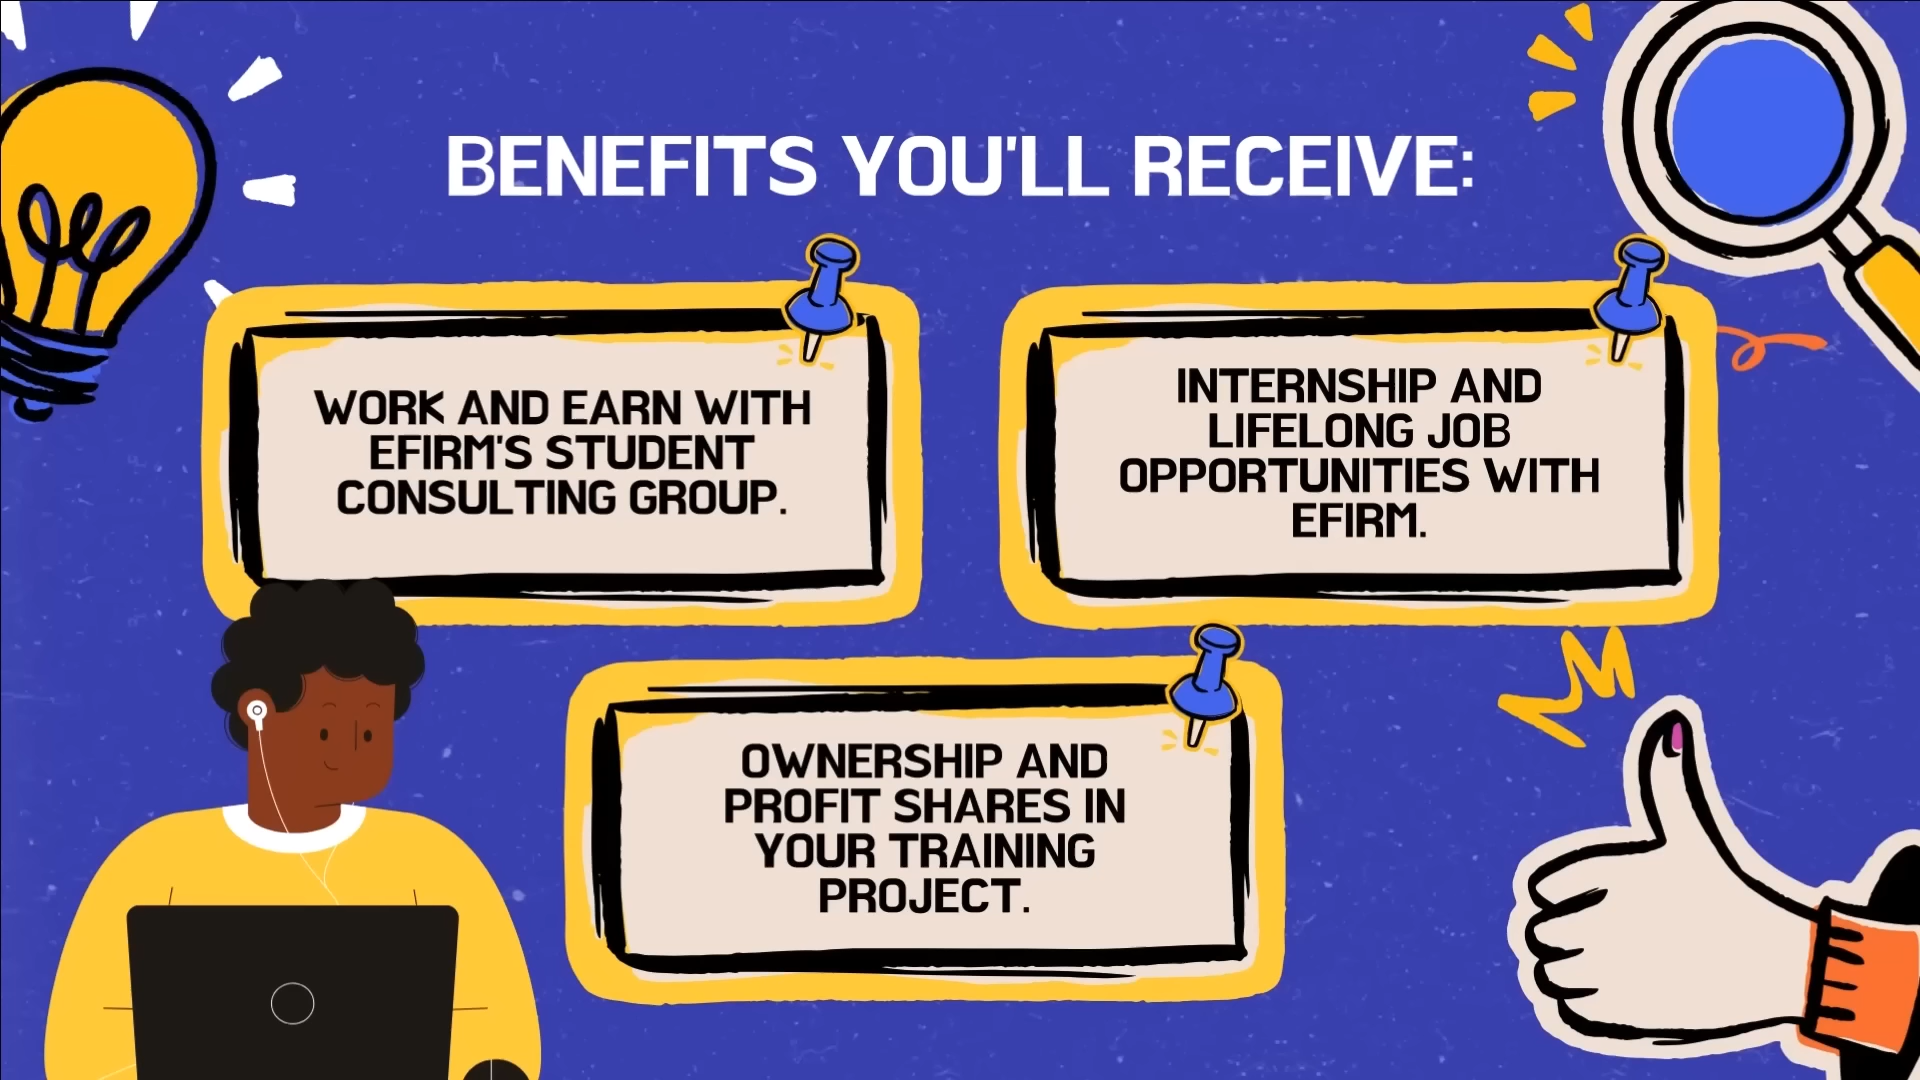 BENEFITS YOU'LL RECEIVE:
WORK AND EARN WITH
EFIRM'S STUDENT
CONSULTING GROUP.
INTERNSHIP AND
LIFELONG JOB
OPPORTUNITIES WITH
EFIRM.
OWNERSHIP AND
PROFIT SHARES IN
YOUR TRAINING
PROJECT.